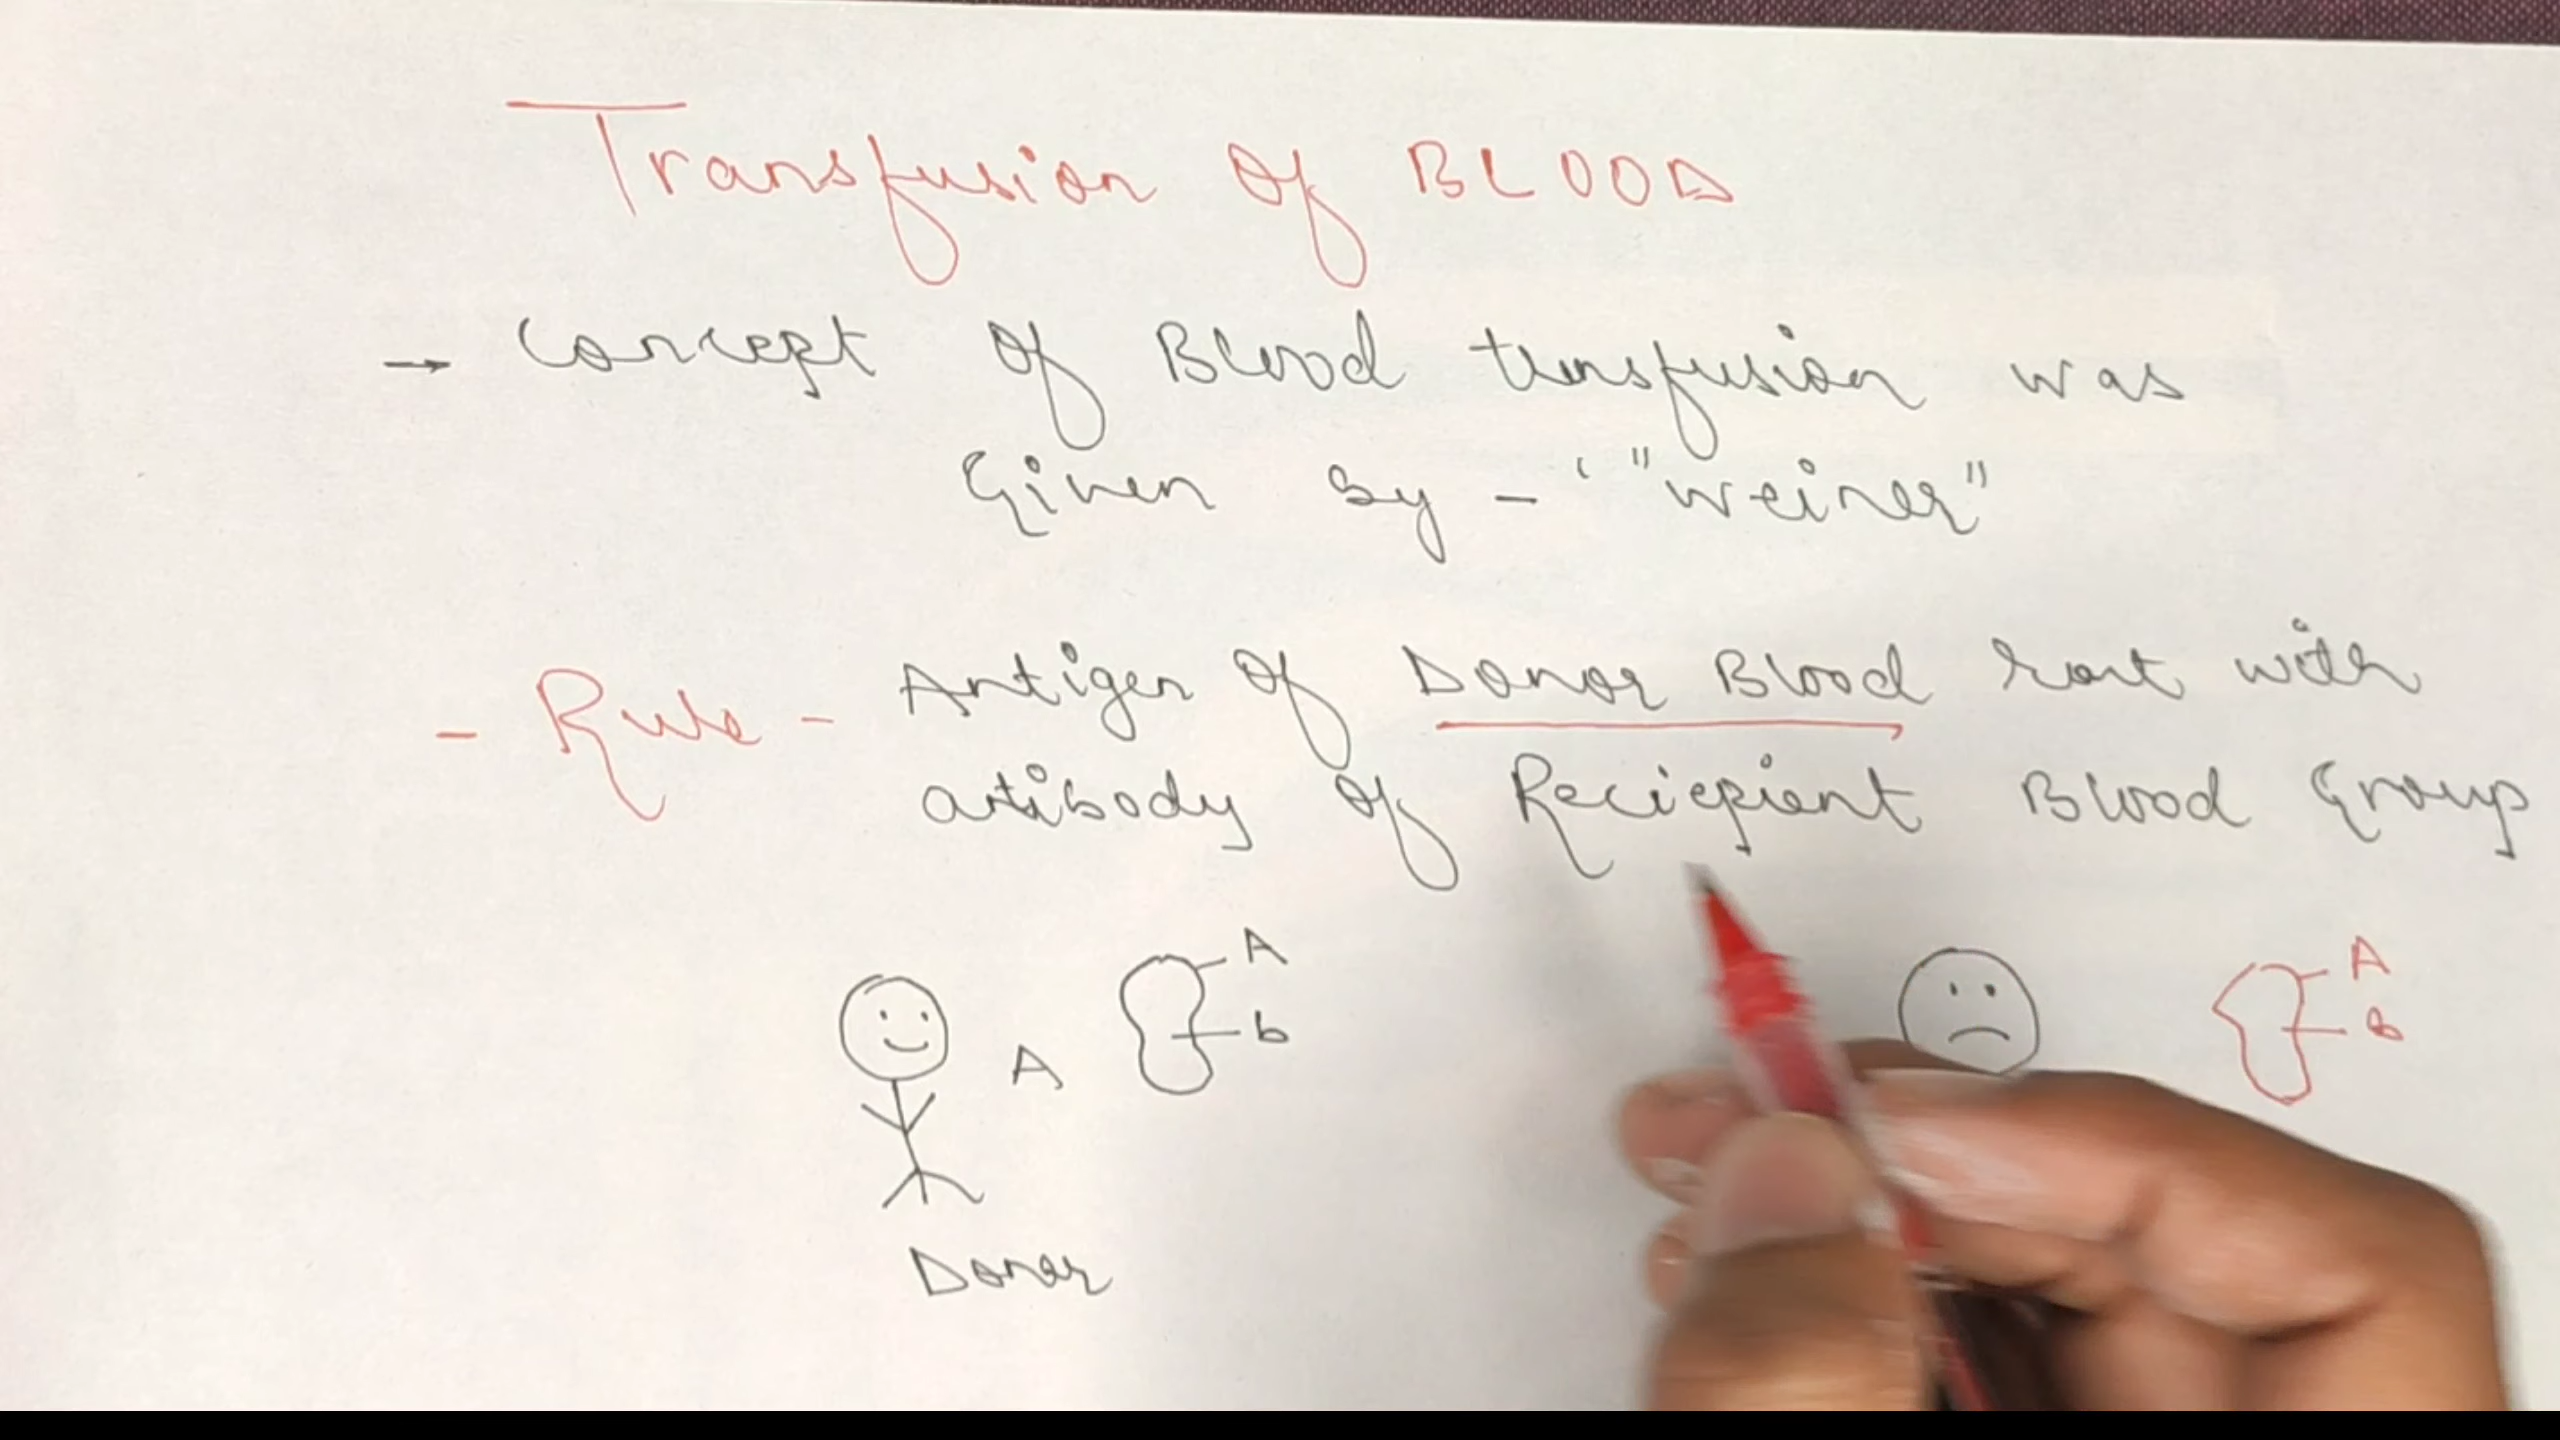 Transfusion Of BLOOD
→ Concept Of Blood transfusion was
Given By - "weiner"
- Rule - Antigen Of Donor Blood reat with
antibody Of Reciepient Blood Group
A
b
A
A
B
Donor